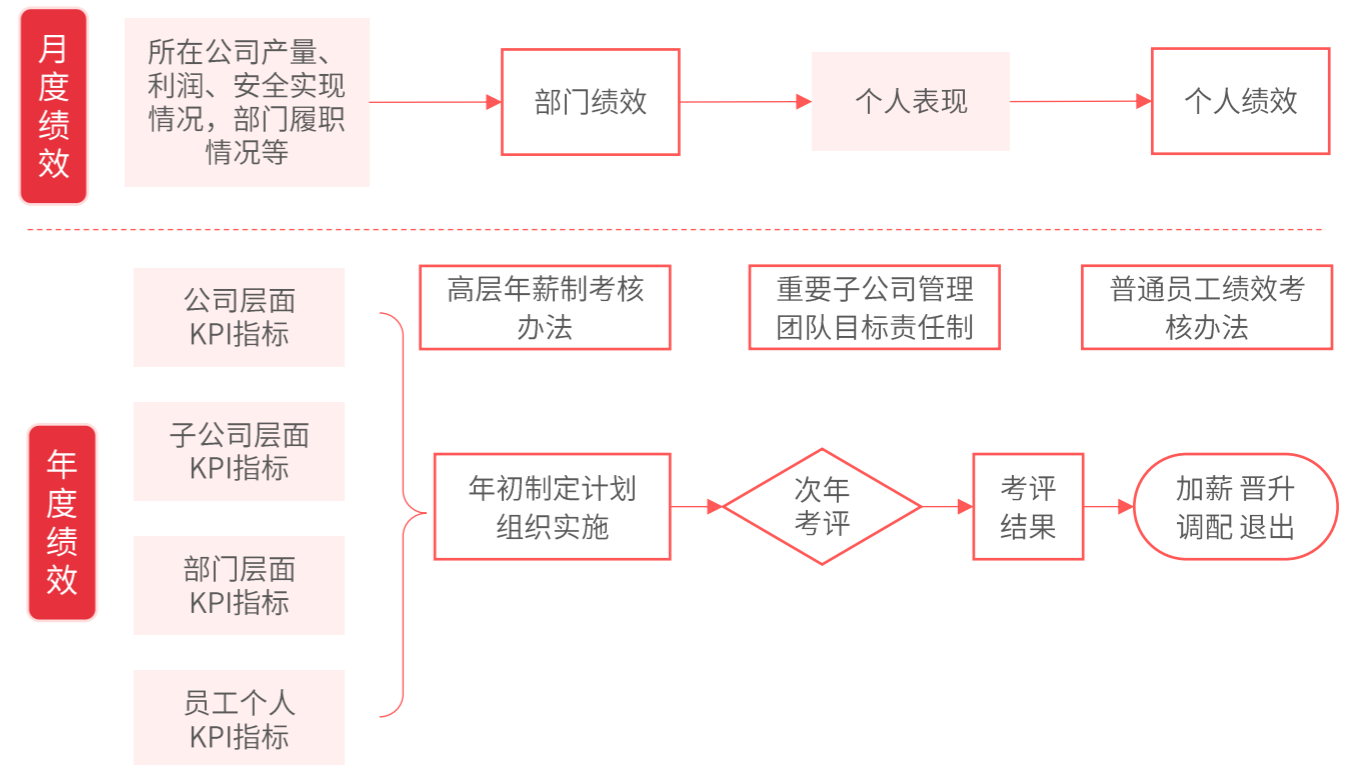 月度绩效
所在公司产量、
利润、安全实现
情况，部门履职
情况等
部门绩效
个人表现
个人绩效
年度绩效
公司层面
KPI指标
子公司层面
KPI指标
部门层面
KPI指标
员工个人
KPI指标
高层年薪制考核
办法
重要子公司管理
团队目标责任制
普通员工绩效考
核办法
年初制定计划
组织实施
次年
考评
考评
结果
加薪 晋升
调配 退出